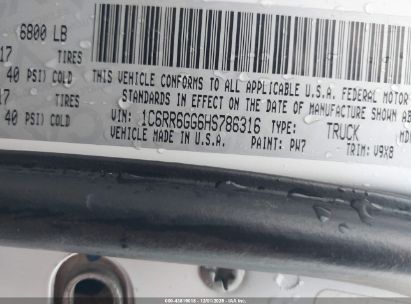 6800 LB
17 TIRES
40 PSI) COLD
17 TIRES
40 PSI) COLD
THIS VEHICLE CONFORMS TO ALL APPLICABLE U.S.A. FEDERAL MOTOR
STANDARDS IN EFFECT ON THE DATE OF MANUFACTURE SHOWN AB
VIN: 1C6RR6GG6HS786316 TYPE: TRUCK MD
VEHICLE MADE IN U.S.A. PAINT: PW7 TRIM: V9X8